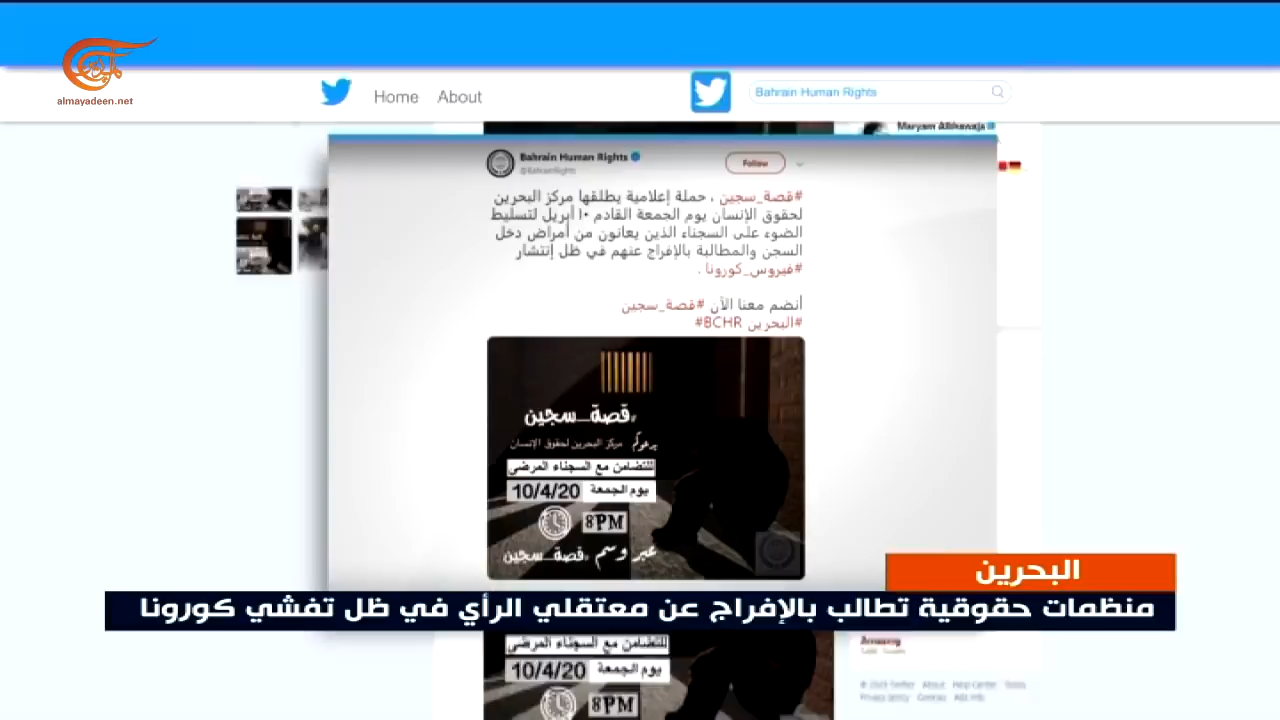 almayadeen.net
Home About
Bahrain Human Rights
Bahrain Human Rights
@BahrainRights
Follow
#قصة_سجين ، حملة إعلامية يطلقها مركز البحرين
لحقوق الإنسان يوم الجمعة القادم ١٠ أبريل لتسليط
الضوء على السجناء الذين يعانون من أمراض دخل
السجن والمطالبة بالإفراج عنهم في ظل إنتشار
#فيروس_كورونا .
أنضم معنا الآن #قصة_سجين
#البحرين BCHR#
#قصة_سجين
يدعوكم مركز البحرين لحقوق الإنسان
للتضامن مع السجناء المرضى
يوم الجمعة 10/4/20
8PM
عبر وسم #قصة_سجين
البحرين
منظمات حقوقية تطالب بالإفراج عن معتقلي الرأي في ظل تفشي كورونا
للتضامن مع السجناء المرضى
يوم الجمعة 10/4/20
8PM